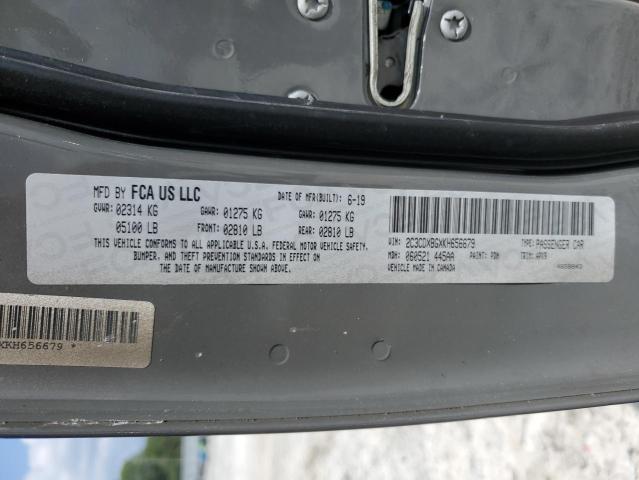 MFD BY FCA US LLC DATE OF MFR(BUILT): 6-19
GVWR: 02314 KG GAWR: 01275 KG GAWR: 01275 KG
05100 LB FRONT: 02810 LB REAR: 02810 LB
THIS VEHICLE CONFORMS TO ALL APPLICABLE U.S.A. FEDERAL MOTOR VEHICLE SAFETY,
BUMPER, AND THEFT PREVENTION STANDARDS IN EFFECT ON THE
DATE OF MANUFACTURE SHOWN ABOVE.
VIN: 2C3CDXBGXKH656679 TYPE: PASSENGER CAR
MDH: 060521 445AA PAINT: PDN TRIM: APX9
VEHICLE MADE IN CANADA
XKH656679 *